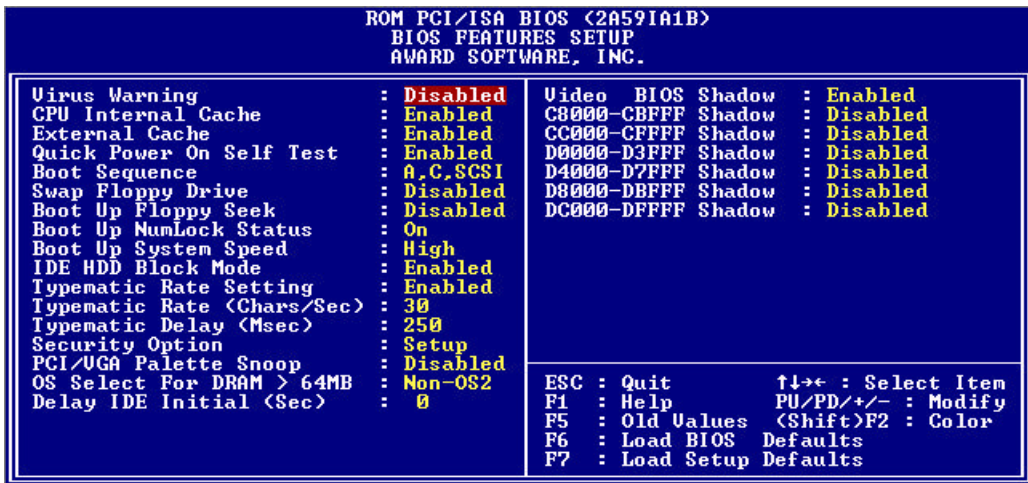 ROM PCI/ISA BIOS (2A59IA1B)
BIOS FEATURES SETUP
AWARD SOFTWARE, INC.
Virus Warning : Disabled
CPU Internal Cache : Enabled
External Cache : Enabled
Quick Power On Self Test : Enabled
Boot Sequence : A,C,SCSI
Swap Floppy Drive : Disabled
Boot Up Floppy Seek : Disabled
Boot Up NumLock Status : On
Boot Up System Speed : High
IDE HDD Block Mode : Enabled
Typematic Rate Setting : Enabled
Typematic Rate (Chars/Sec) : 30
Typematic Delay (Msec) : 250
Security Option : Setup
PCI/VGA Palette Snoop : Disabled
OS Select For DRAM > 64MB : Non-OS2
Delay IDE Initial (Sec) : 0
Video BIOS Shadow : Enabled
C8000-CBFFF Shadow : Disabled
CC000-CFFFF Shadow : Disabled
D0000-D3FFF Shadow : Disabled
D4000-D7FFF Shadow : Disabled
D8000-DBFFF Shadow : Disabled
DC000-DFFFF Shadow : Disabled
ESC : Quit ↑↓→← : Select Item
F1 : Help PU/PD/+/- : Modify
F5 : Old Values (Shift)F2 : Color
F6 : Load BIOS Defaults
F7 : Load Setup Defaults